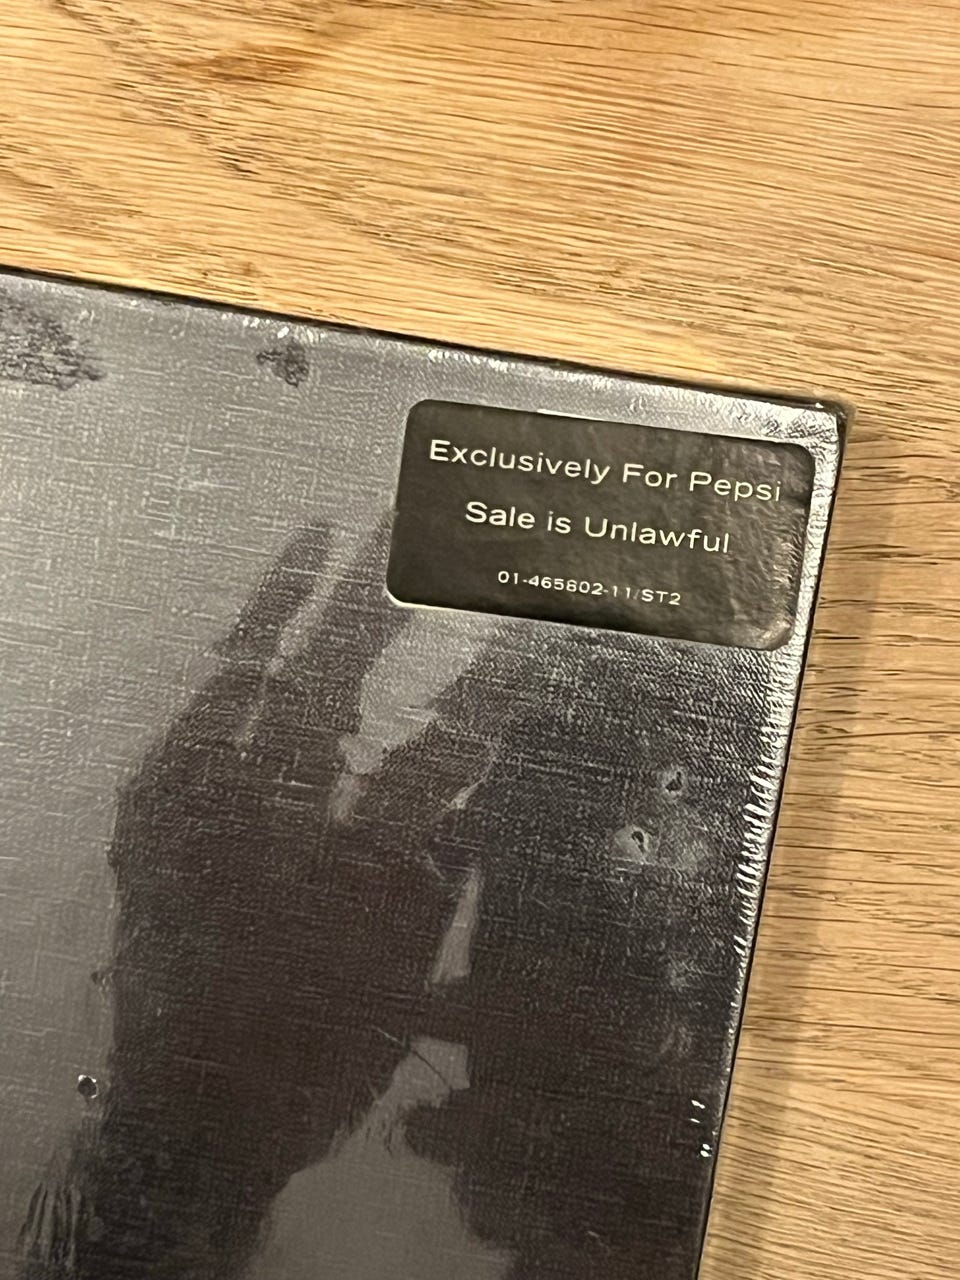 Exclusively For Pepsi
Sale is Unlawful
01-465802-11/ST2